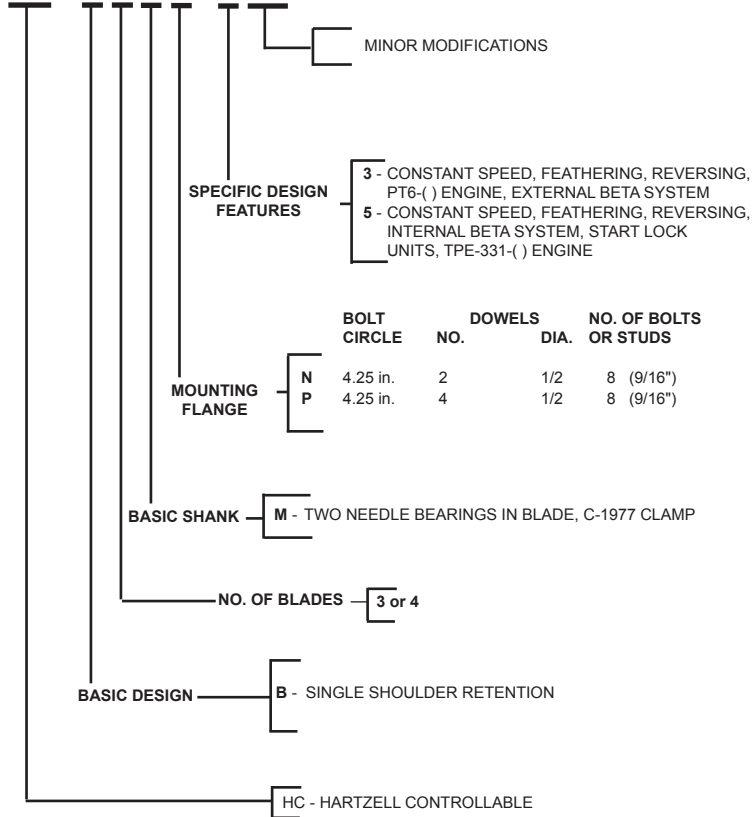 MINOR MODIFICATIONS
SPECIFIC DESIGN
FEATURES
3 - CONSTANT SPEED, FEATHERING, REVERSING,
PT6-( ) ENGINE, EXTERNAL BETA SYSTEM
5 - CONSTANT SPEED, FEATHERING, REVERSING,
INTERNAL BETA SYSTEM, START LOCK
UNITS, TPE-331-( ) ENGINE
BOLT DOWELS NO. OF BOLTS
CIRCLE NO. DIA. OR STUDS
MOUNTING
FLANGE
N 4.25 in. 2 1/2 8 (9/16")
P 4.25 in. 4 1/2 8 (9/16")
BASIC SHANK M - TWO NEEDLE BEARINGS IN BLADE, C-1977 CLAMP
NO. OF BLADES 3 or 4
BASIC DESIGN B - SINGLE SHOULDER RETENTION
HC - HARTZELL CONTROLLABLE